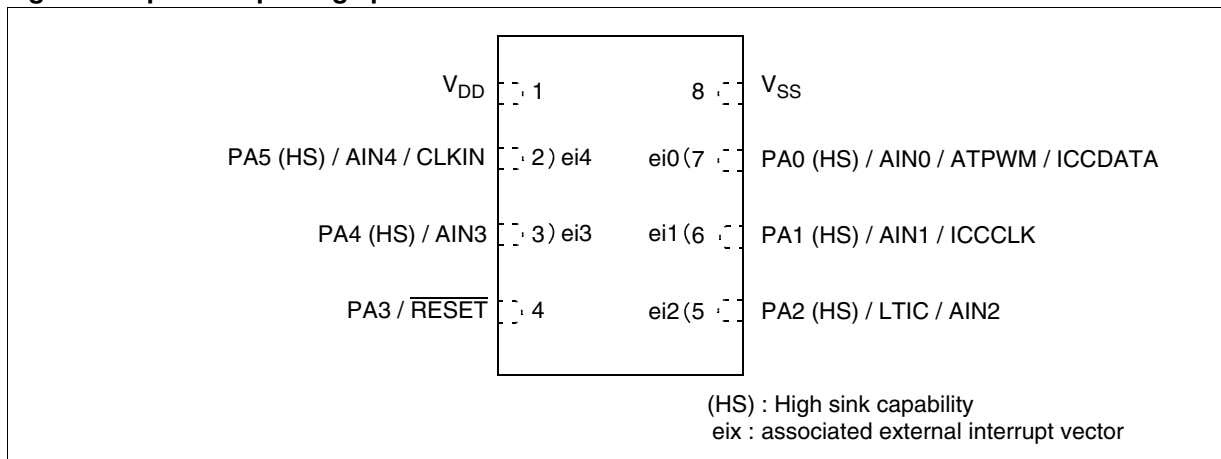 V_DD 1 8 V_SS
PA5 (HS) / AIN4 / CLKIN 2) ei4 ei0(7 PA0 (HS) / AIN0 / ATPWM / ICCDATA
PA4 (HS) / AIN3 3) ei3 ei1(6 PA1 (HS) / AIN1 / ICCCLK
PA3 / RESET 4 ei2(5 PA2 (HS) / LTIC / AIN2
(HS) : High sink capability
eix : associated external interrupt vector